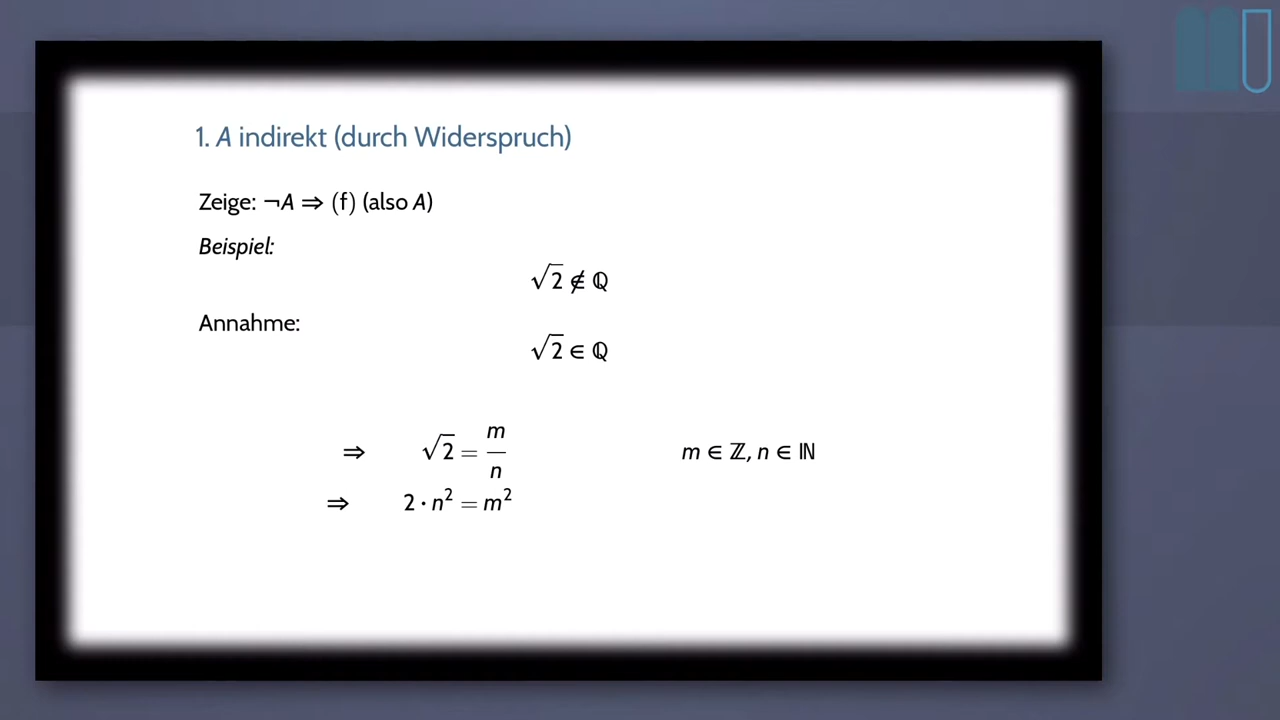 1. A indirekt (durch Widerspruch)
Zeige: ¬A ⇒ (f) (also A)
Beispiel:
√2 ∉ ℚ
Annahme:
√2 ∈ ℚ
⇒ √2 = m/n m ∈ ℤ, n ∈ ℕ
⇒ 2 · n² = m²